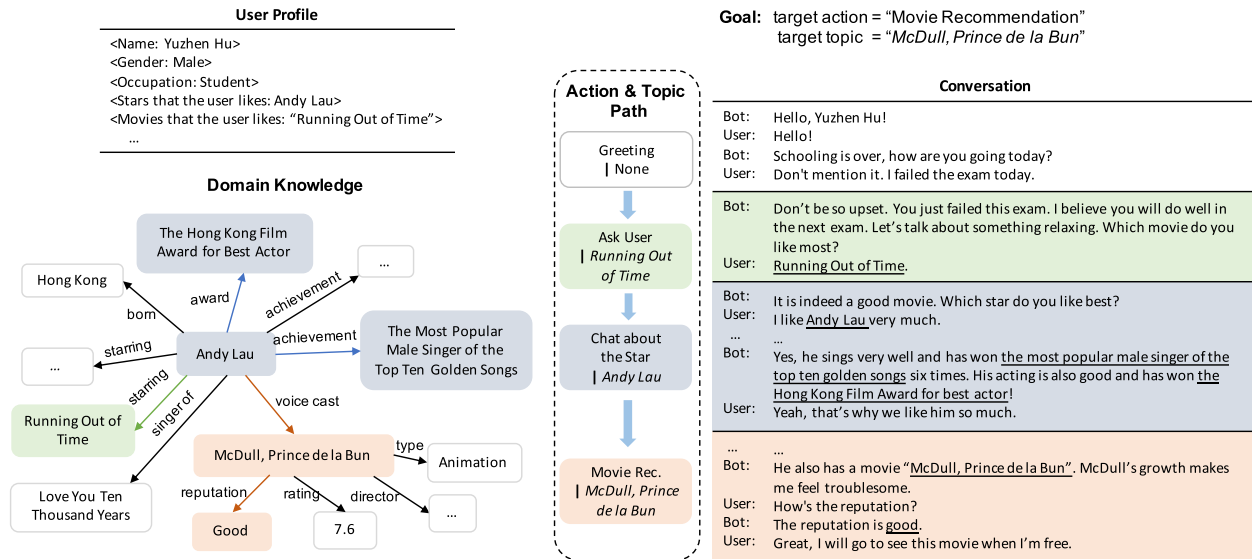 User Profile
<Name: Yuzhen Hu>
<Gender: Male>
<Occupation: Student>
<Stars that the user likes: Andy Lau>
<Movies that the user likes: “Running Out of Time”>
...
Domain Knowledge
The Hong Kong Film
Award for Best Actor
...
Hong Kong
award
achievement
born
achievement
The Most Popular
Male Singer of the
Top Ten Golden Songs
starring
Andy Lau
...
starring
singer of
voice cast
Running Out of
Time
McDull, Prince de la Bun
type
Animation
reputation
rating
director
Love You Ten
Thousand Years
Good
7.6
...
Action & Topic
Path
Greeting
| None
Ask User
| Running Out
of Time
Chat about
the Star
| Andy Lau
Movie Rec.
| McDull, Prince
de la Bun
Goal: target action = “Movie Recommendation”
target topic = “McDull, Prince de la Bun”
Conversation
Bot: Hello, Yuzhen Hu!
User: Hello!
Bot: Schooling is over, how are you going today?
User: Don't mention it. I failed the exam today.
Bot: Don’t be so upset. You just failed this exam. I believe you will do well in
the next exam. Let’s talk about something relaxing. Which movie do you
like most?
User: Running Out of Time.
Bot: It is indeed a good movie. Which star do you like best?
User: I like Andy Lau very much.
... ...
Bot: Yes, he sings very well and has won the most popular male singer of the
top ten golden songs six times. His acting is also good and has won the
Hong Kong Film Award for best actor!
User: Yeah, that’s why we like him so much.
... ...
Bot: He also has a movie “McDull, Prince de la Bun”. McDull’s growth makes
me feel troublesome.
User: How's the reputation?
Bot: The reputation is good.
User: Great, I will go to see this movie when I’m free.